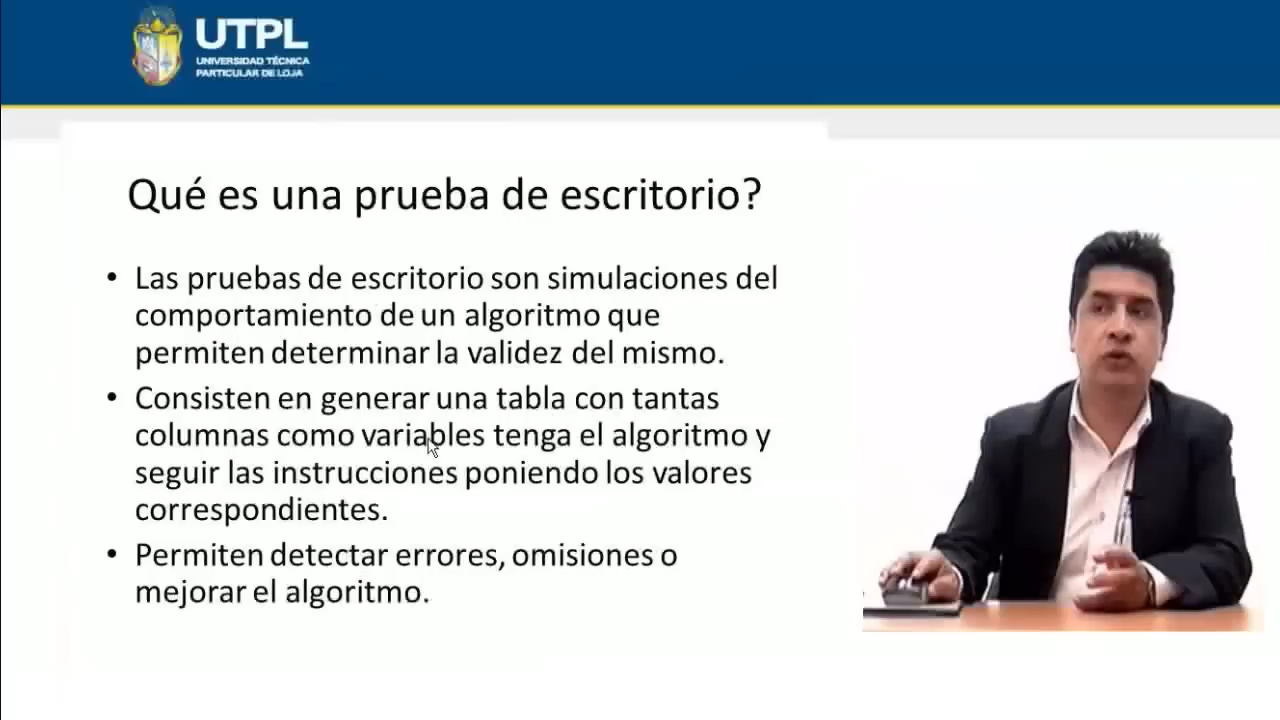 UTPL
UNIVERSIDAD TÉCNICA
PARTICULAR DE LOJA
Qué es una prueba de escritorio?
• Las pruebas de escritorio son simulaciones del
comportamiento de un algoritmo que
permiten determinar la validez del mismo.
• Consisten en generar una tabla con tantas
columnas como variables tenga el algoritmo y
seguir las instrucciones poniendo los valores
correspondientes.
• Permiten detectar errores, omisiones o
mejorar el algoritmo.